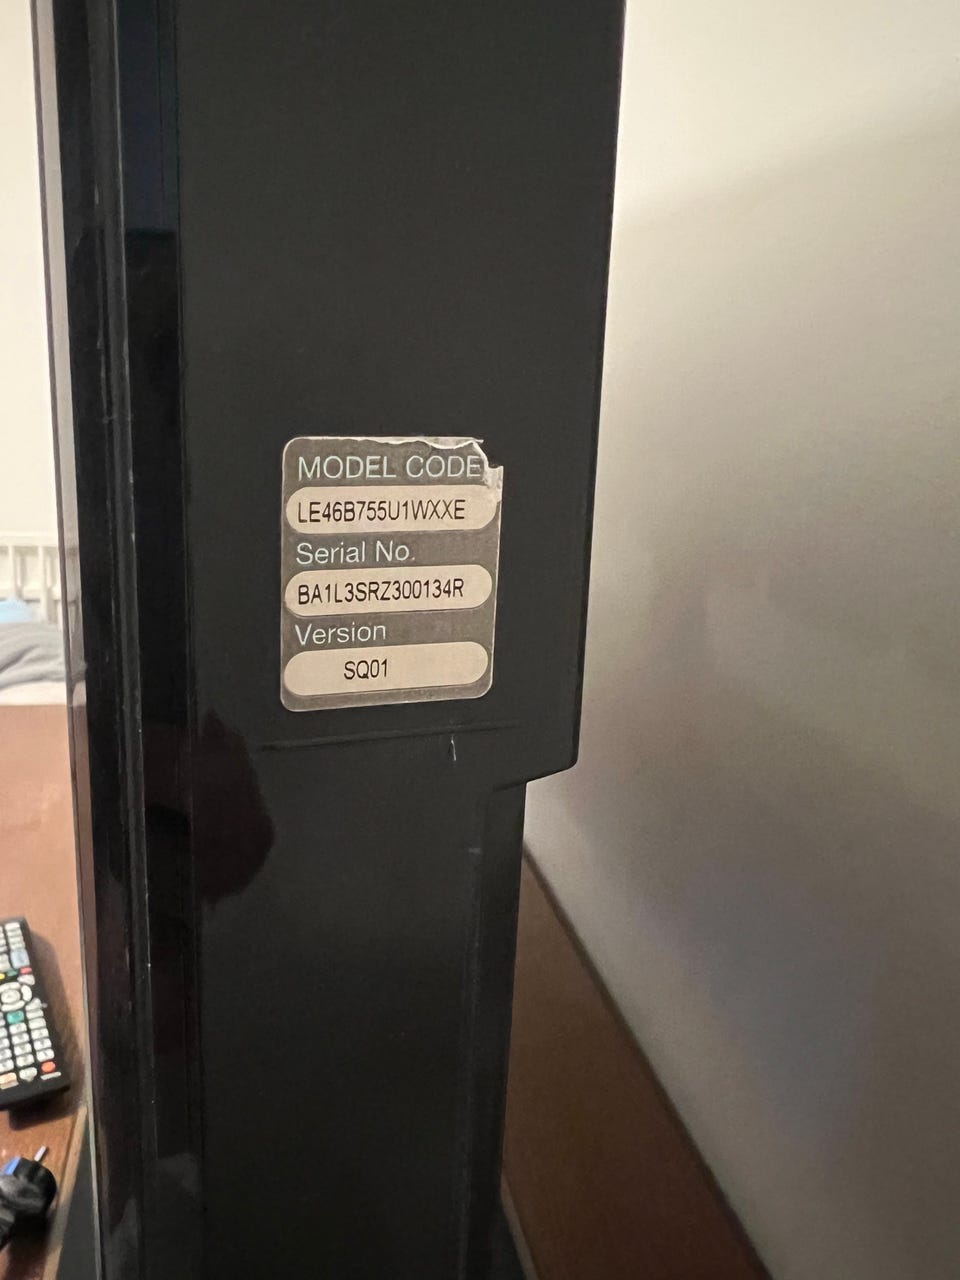 MODEL CODE
LE46B755U1WXXE
Serial No.
BA1L3SRZ300134R
Version
SQ01